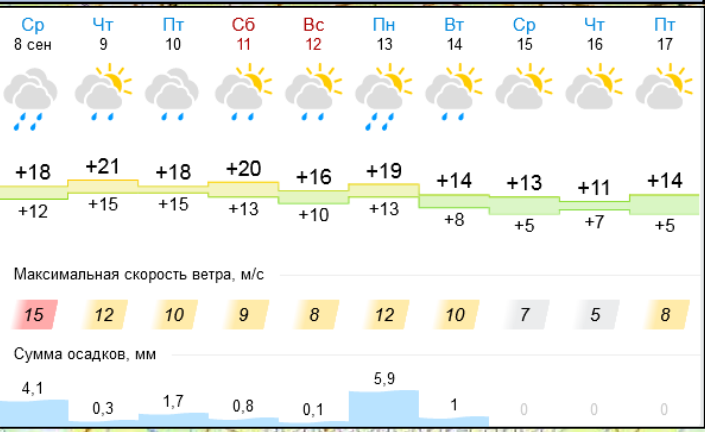 Ср Чт Пт Сб Вс Пн Вт Ср Чт Пт
8 сен 9 10 11 12 13 14 15 16 17
+18 +21 +18 +20 +16 +19 +14 +13 +11 +14
+12 +15 +15 +13 +10 +13 +8 +5 +7 +5
Максимальная скорость ветра, м/с
15 12 10 9 8 12 10 7 5 8
Сумма осадков, мм
4,1 0,3 1,7 0,8 0,1 5,9 1 0 0 0